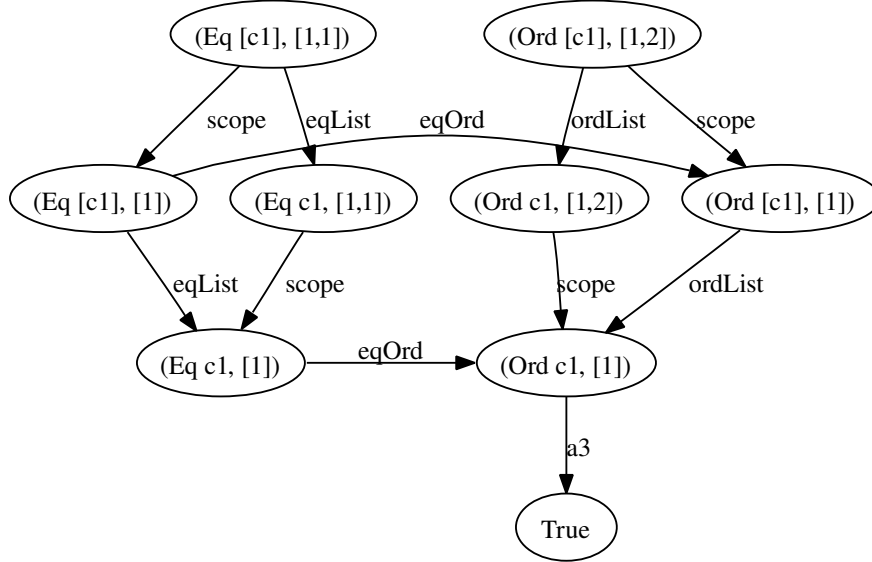 (Eq [c1], [1,1])
(Ord [c1], [1,2])
scope
eqList
eqOrd
ordList
scope
(Eq [c1], [1])
(Eq c1, [1,1])
(Ord c1, [1,2])
(Ord [c1], [1])
eqList
scope
scope
ordList
(Eq c1, [1])
eqOrd
(Ord c1, [1])
a3
True